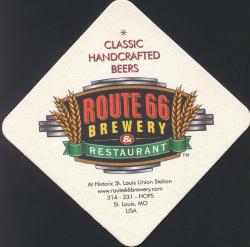 *
CLASSIC
HANDCRAFTED
BEERS
ROUTE 66
BREWERY
&
RESTAURANT
TM
At Historic St. Louis Union Station
www.route66brewery.com
314 - 231 - HOPS
St. Louis, MO
USA